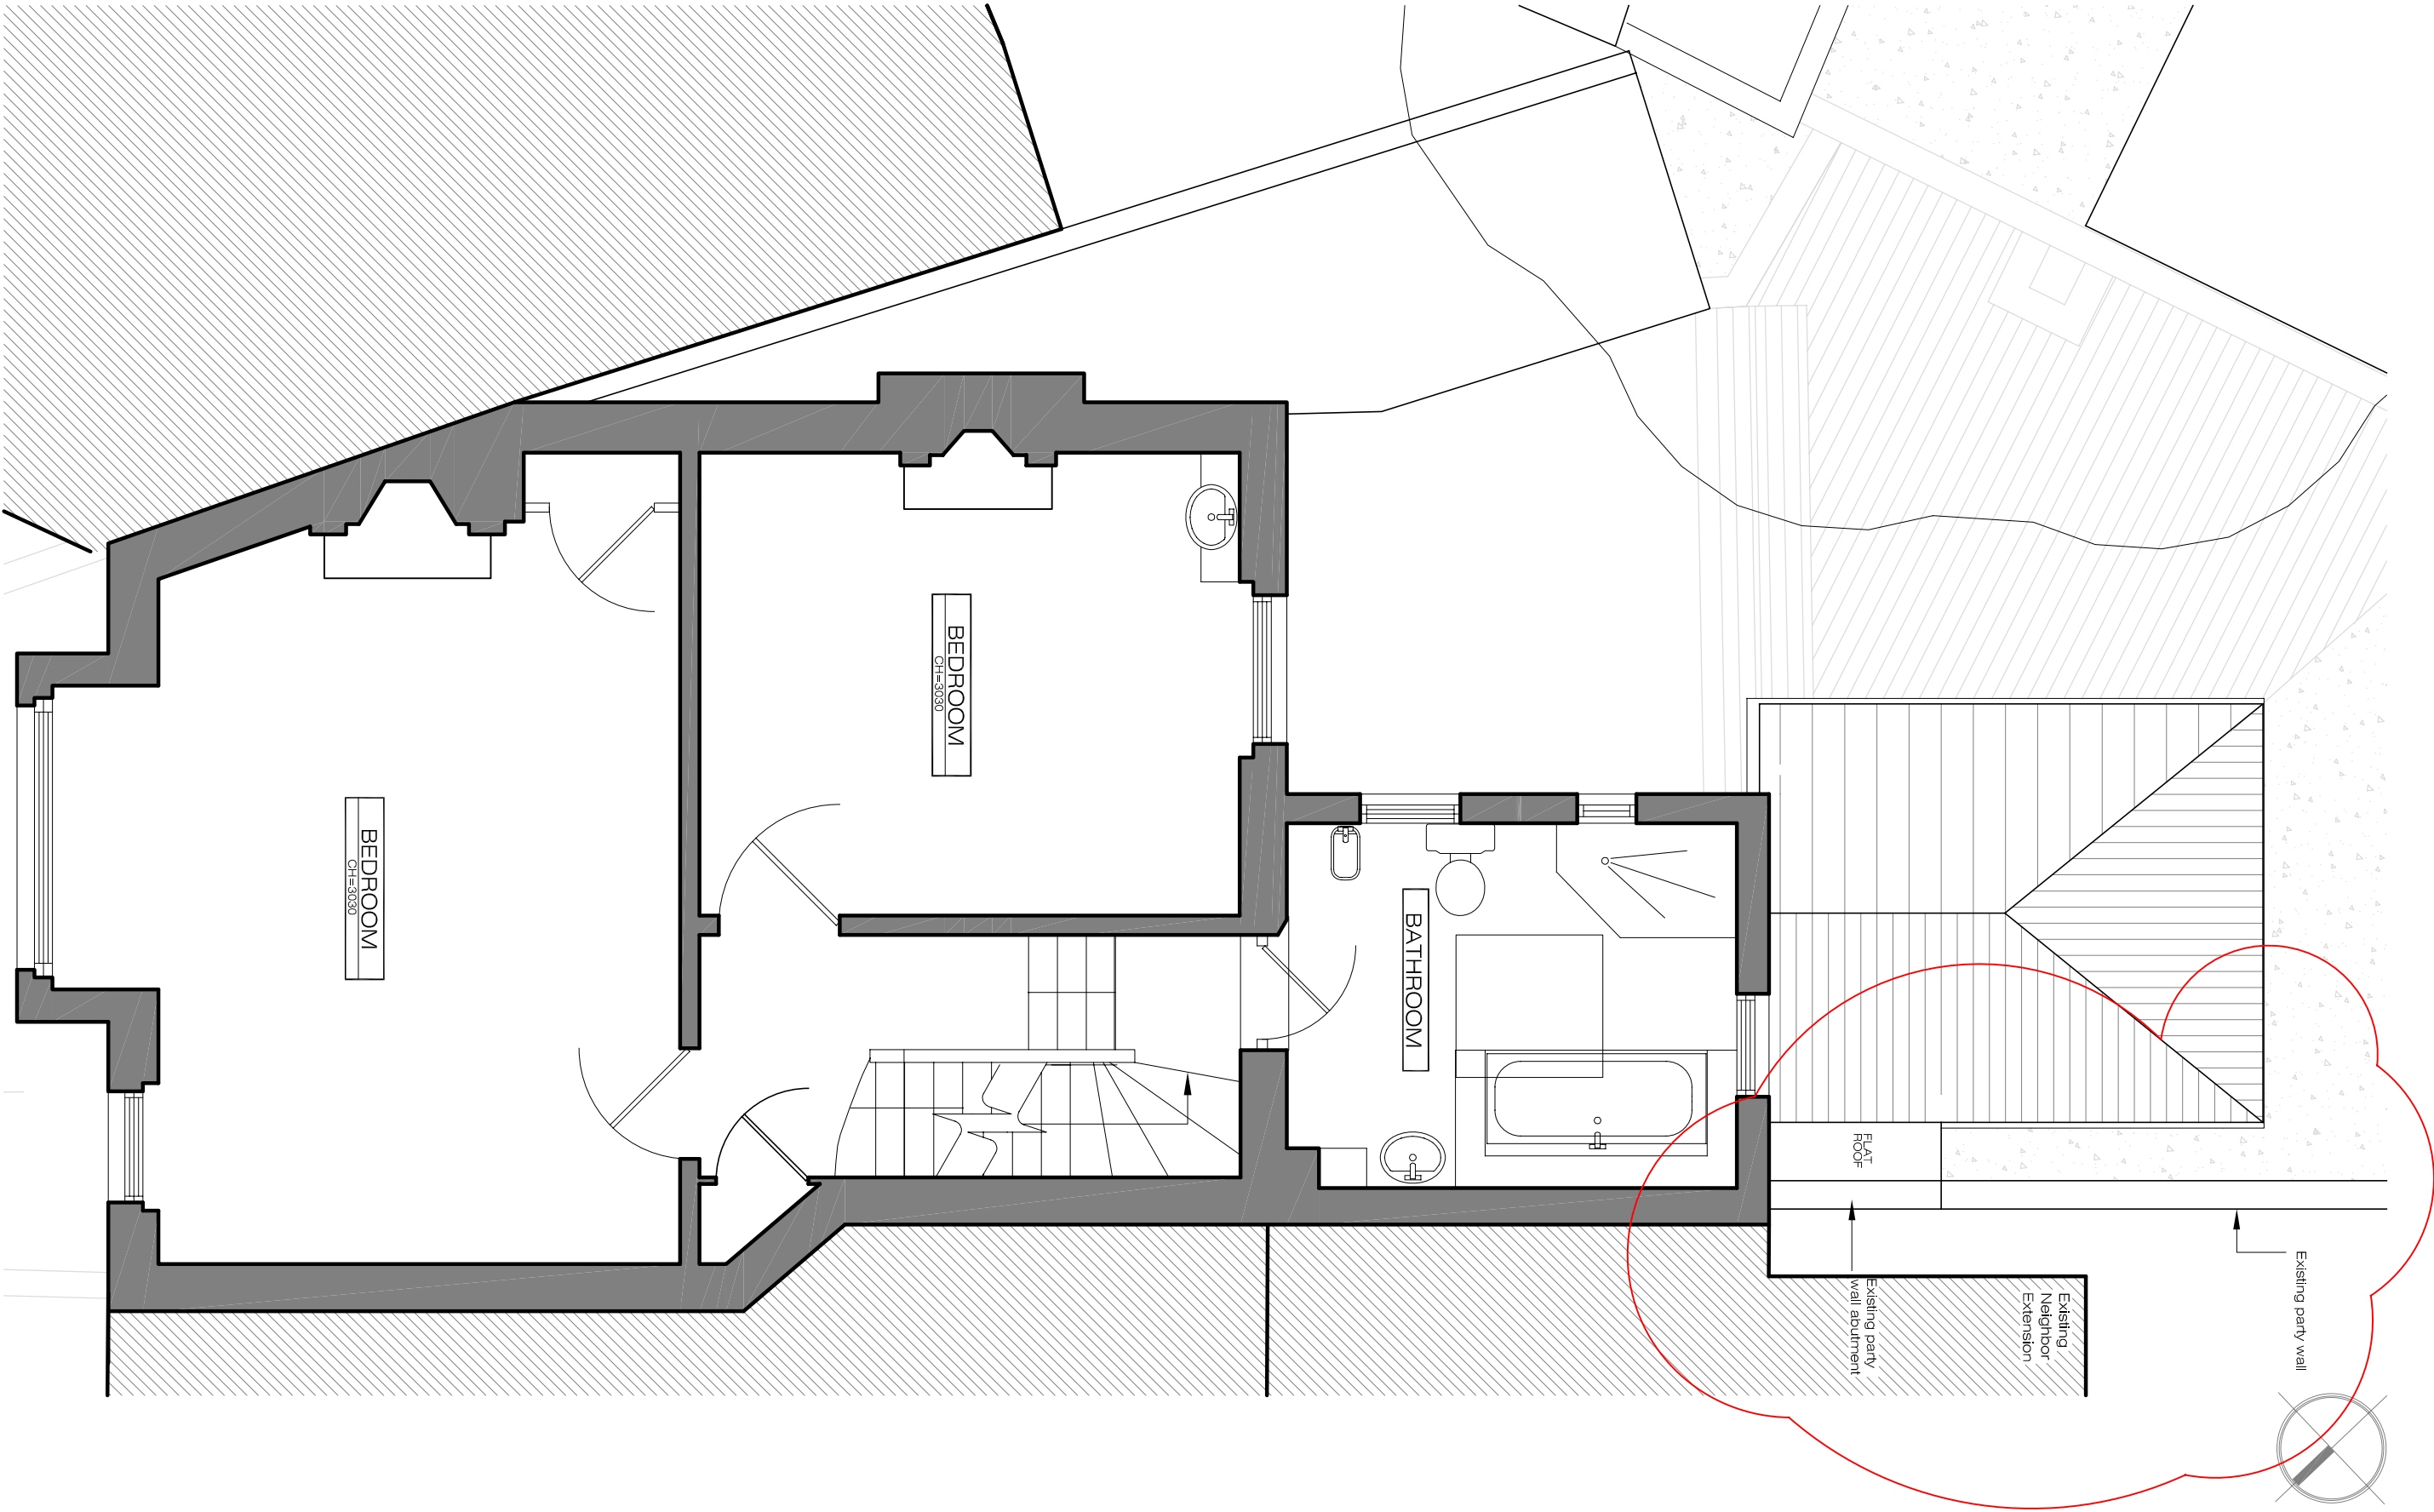 BEDROOM
CH=3030
BEDROOM
CH=3030
BATHROOM
FLAT
ROOF
Existing party
wall abutment
Existing
Neighbor
Extension
Existing party wall